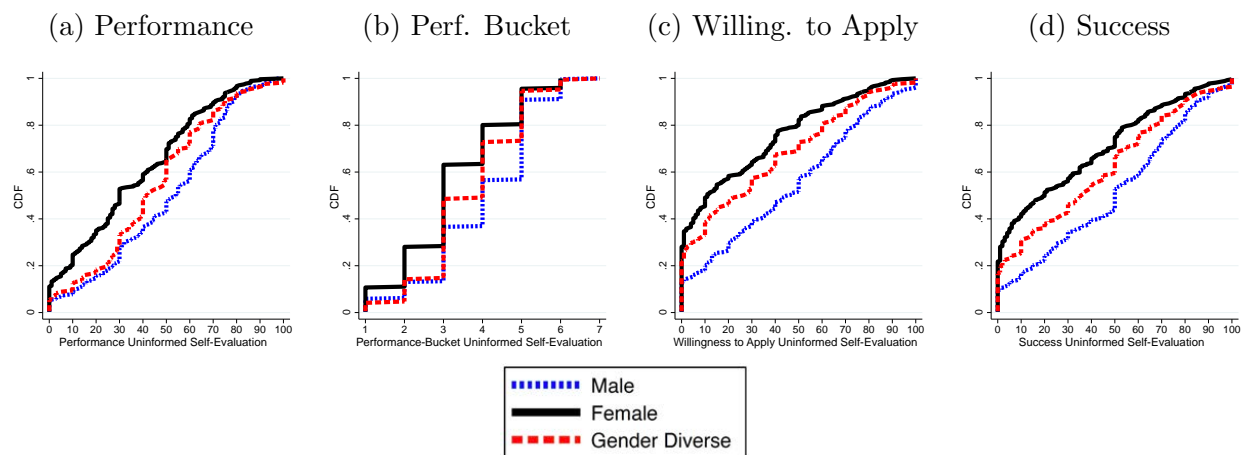 (a) Performance
(b) Perf. Bucket
(c) Willing. to Apply
(d) Success
CDF
0 .2 .4 .6 .8 1
0 10 20 30 40 50 60 70 80 90 100
Performance Uninformed Self-Evaluation
CDF
0 .2 .4 .6 .8 1
1 2 3 4 5 6 7
Performance-Bucket Uninformed Self-Evaluation
CDF
0 .2 .4 .6 .8 1
0 10 20 30 40 50 60 70 80 90 100
Willingness to Apply Uninformed Self-Evaluation
CDF
0 .2 .4 .6 .8 1
0 10 20 30 40 50 60 70 80 90 100
Success Uninformed Self-Evaluation
Male
Female
Gender Diverse